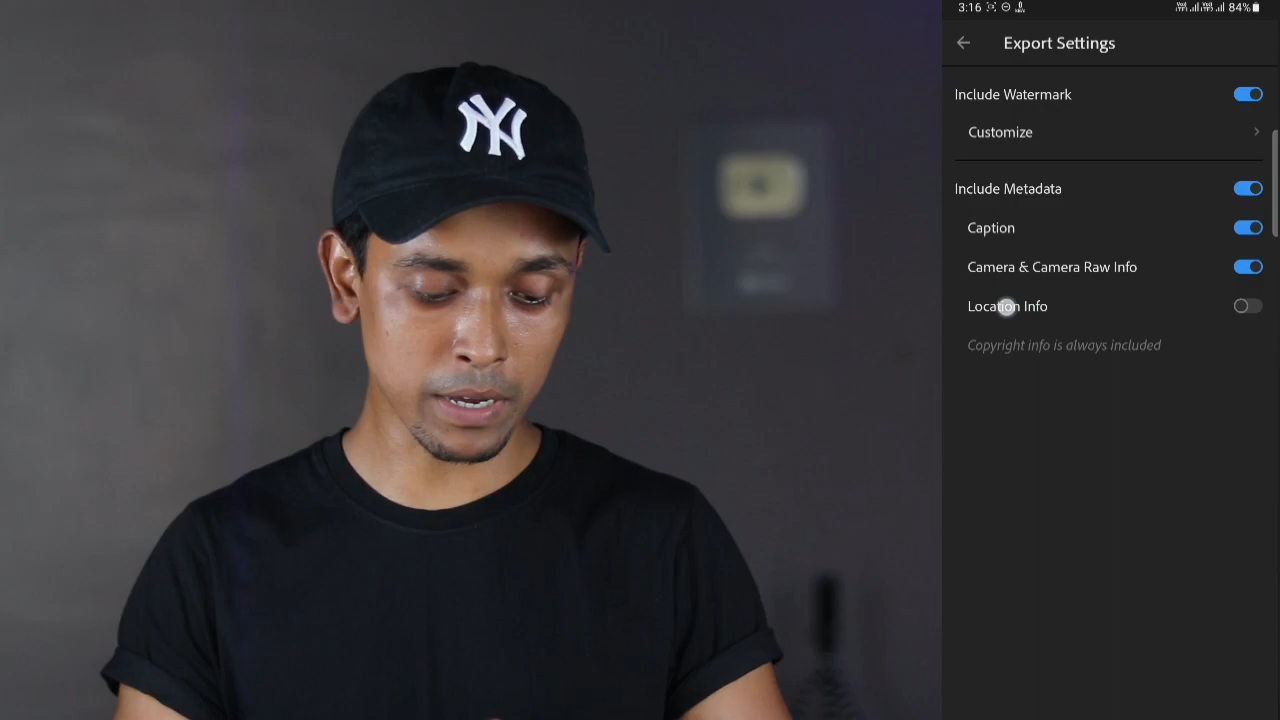 3:16
84%
Export Settings
Include Watermark
Customize
Include Metadata
Caption
Camera & Camera Raw Info
Location Info
Copyright info is always included
NY